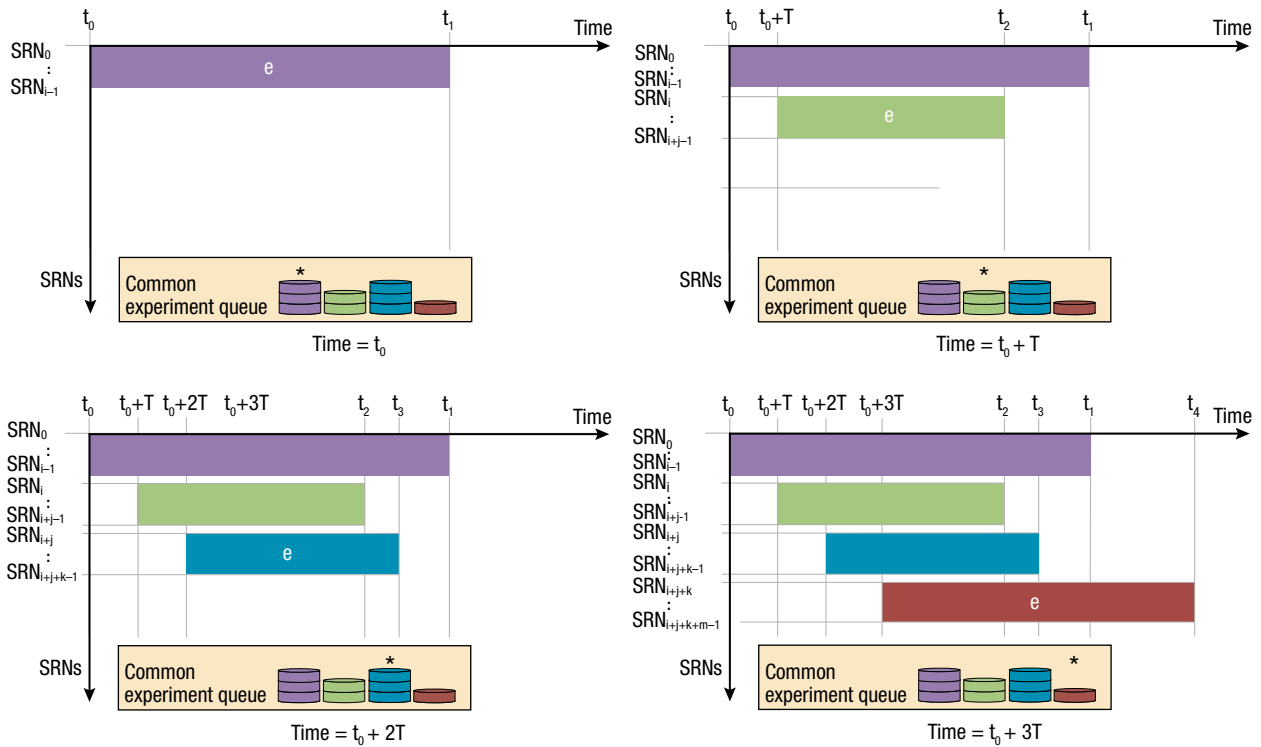 t₀ t₁ Time
SRN₀
:
SRNᵢ₋₁
e
SRNs
*
Common
experiment queue
Time = t₀
t₀ t₀+T t₂ t₁ Time
SRN₀
:
SRNᵢ₋₁
SRNᵢ
:
SRNᵢ₊ⱼ₋₁
e
SRNs
*
Common
experiment queue
Time = t₀ + T
t₀ t₀+T t₀+2T t₀+3T t₂ t₃ t₁ Time
SRN₀
:
SRNᵢ₋₁
SRNᵢ
:
SRNᵢ₊ⱼ₋₁
SRNᵢ₊ⱼ
:
SRNᵢ₊ⱼ₊ₖ₋₁
e
SRNs
*
Common
experiment queue
Time = t₀ + 2T
t₀ t₀+T t₀+2T t₀+3T t₂ t₃ t₁ t₄ Time
SRN₀
:
SRNᵢ₋₁
SRNᵢ
:
SRNᵢ₊ⱼ₋₁
SRNᵢ₊ⱼ
:
SRNᵢ₊ⱼ₊ₖ₋₁
SRNᵢ₊ⱼ₊ₖ
:
SRNᵢ₊ⱼ₊ₖ₊ₘ₋₁
e
SRNs
*
Common
experiment queue
Time = t₀ + 3T